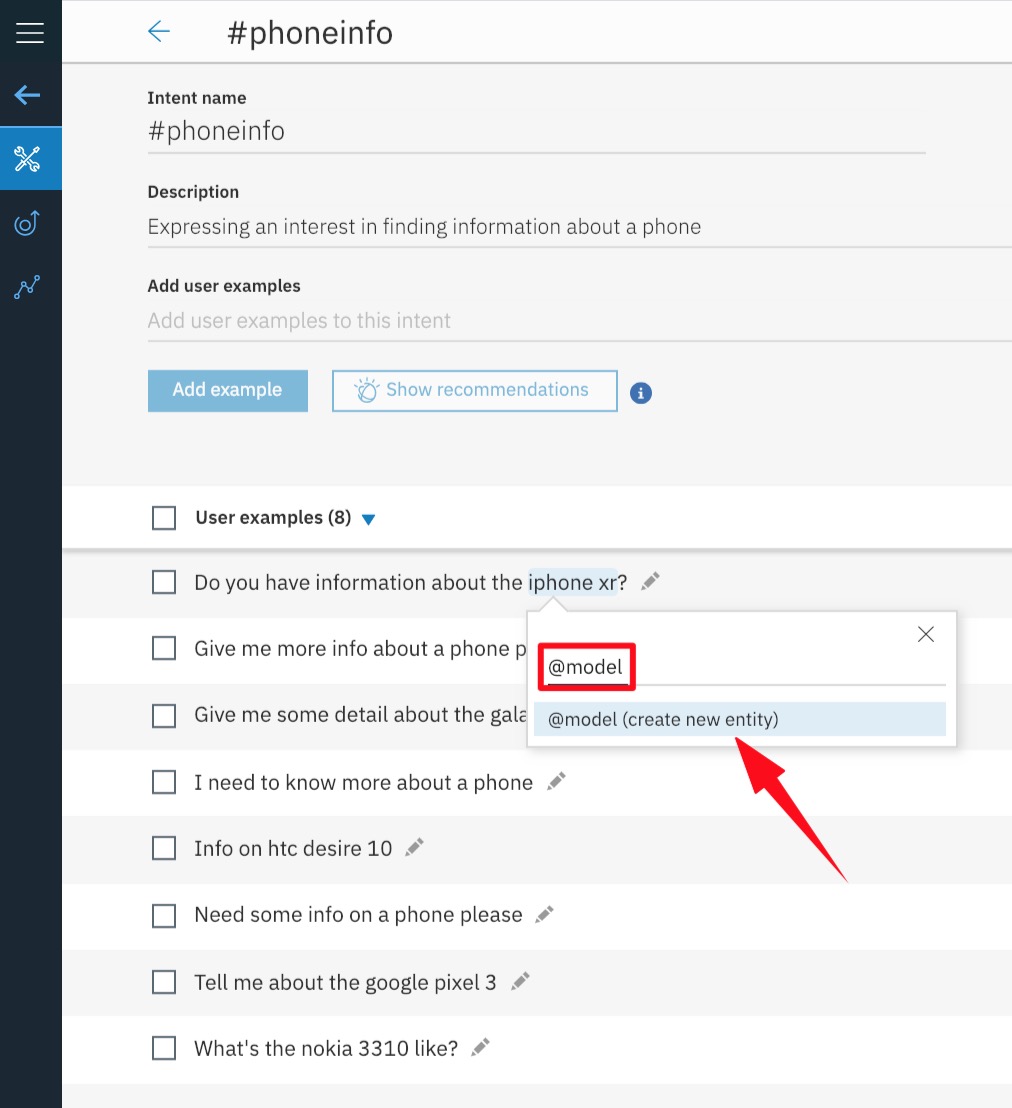 #phoneinfo
Intent name
#phoneinfo
Description
Expressing an interest in finding information about a phone
Add user examples
Add user examples to this intent
Add example
Show recommendations
i
User examples (8)
Do you have information about the iphone xr?
Give me more info about a phone p
@model
@model (create new entity)
Give me some detail about the gala
I need to know more about a phone
Info on htc desire 10
Need some info on a phone please
Tell me about the google pixel 3
What's the nokia 3310 like?